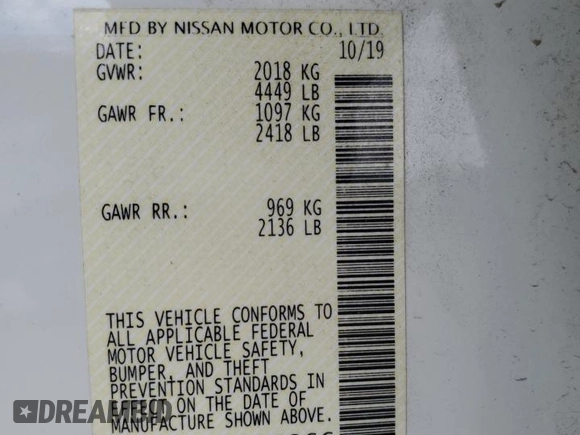 MFD BY NISSAN MOTOR CO., LTD.
DATE: 10/19
GVWR: 2018 KG
4449 LB
GAWR FR.: 1097 KG
2418 LB
GAWR RR.: 969 KG
2136 LB
THIS VEHICLE CONFORMS TO
ALL APPLICABLE FEDERAL
MOTOR VEHICLE SAFETY,
BUMPER, AND THEFT
PREVENTION STANDARDS IN
EFFECT ON THE DATE OF
MANUFACTURE SHOWN ABOVE.
DREAMBID